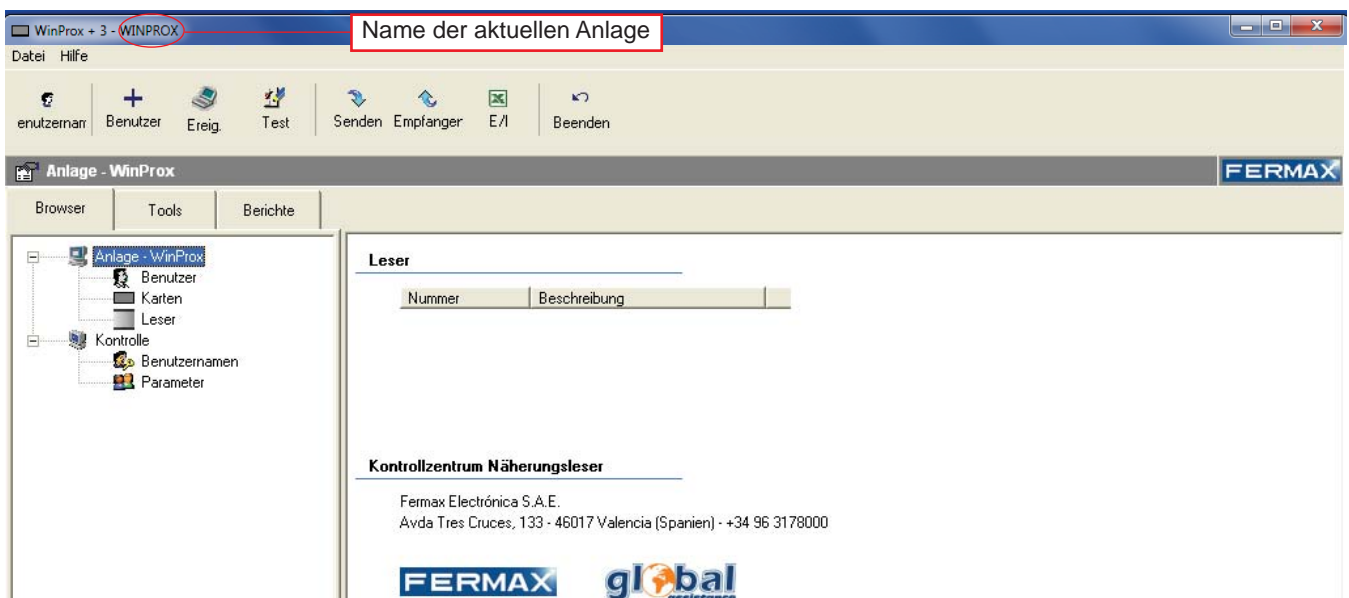 WinProx + 3 - WINPROX
Name der aktuellen Anlage
Datei Hilfe
enutzernam Benutzer Ereig. Test Senden Empfanger E/I Beenden
Anlage - WinProx
FERMAX
Browser Tools Berichte
Anlage - WinProx
Benutzer
Karten
Leser
Kontrolle
Benutzernamen
Parameter
Leser
Nummer Beschreibung
Kontrollzentrum Näherungsleser
Fermax Electrónica S.A.E.
Avda Tres Cruces, 133 - 46017 Valencia (Spanien) - +34 96 3178000
FERMAX global